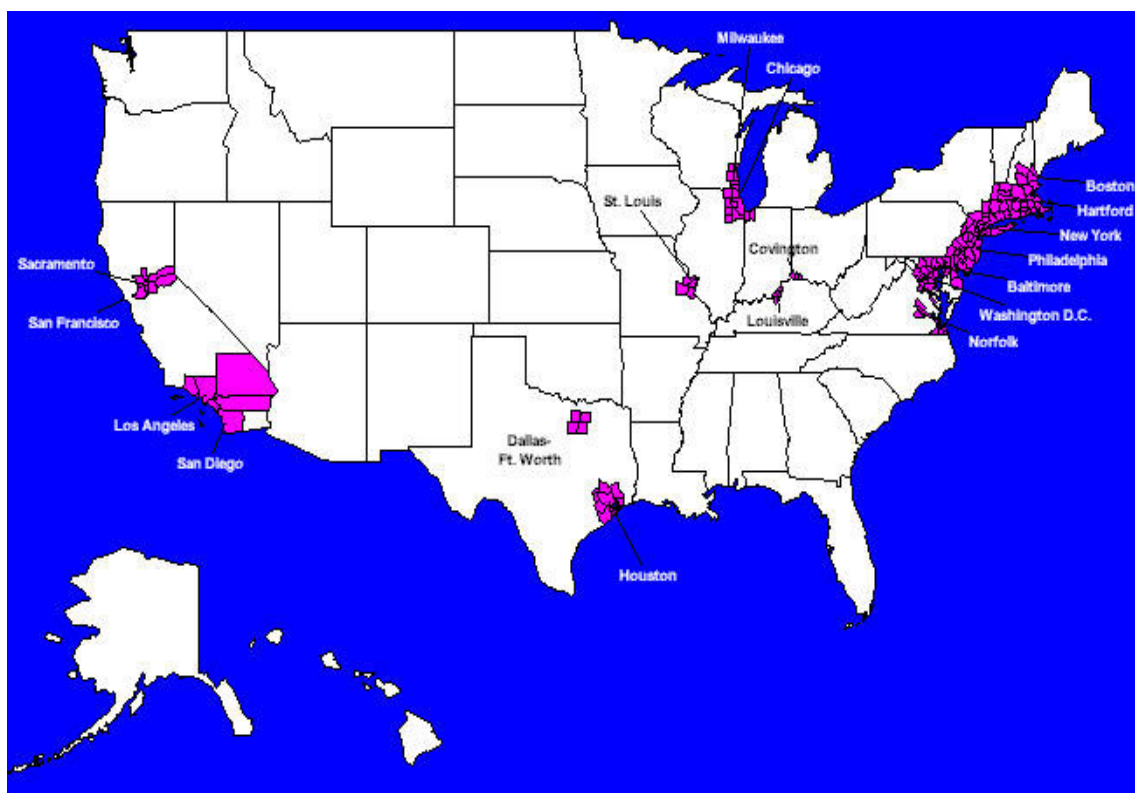 Milwaukee
Chicago
St. Louis
Boston
Hartford
New York
Covington
Philadelphia
Sacramento
Baltimore
Washington D.C.
San Francisco
Louisville
Norfolk
Los Angeles
Dallas-
Ft. Worth
San Diego
Houston